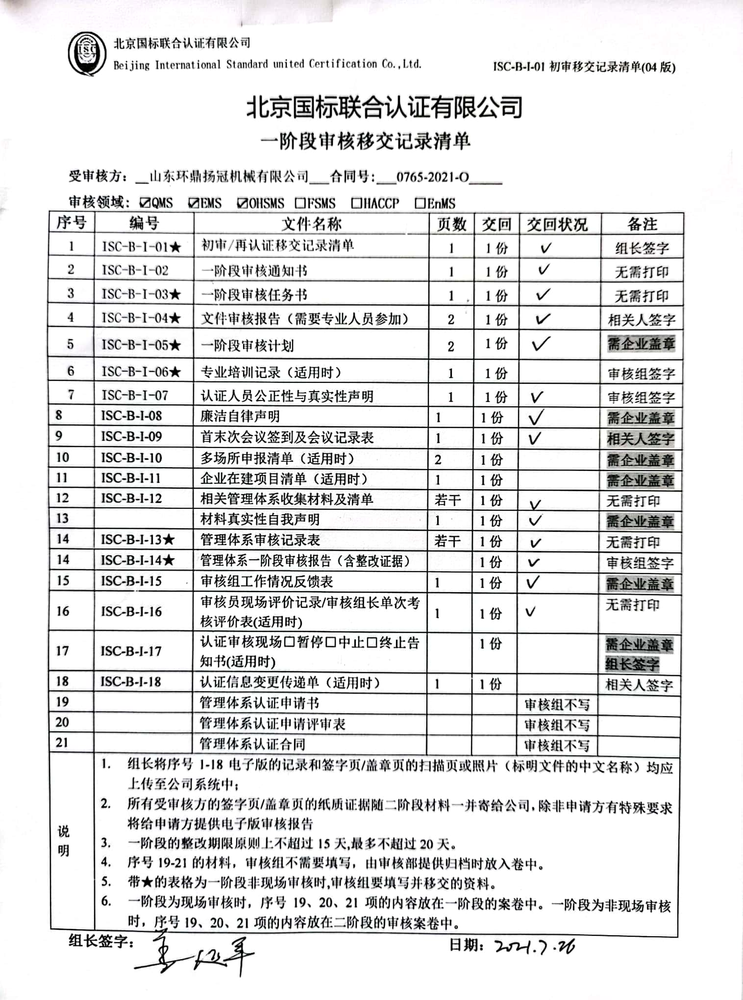 ISC
北京国标联合认证有限公司
Beijing International Standard united Certification Co.,Ltd.
ISC-B-I-01 初审移交记录清单(04 版)
北京国标联合认证有限公司
一阶段审核移交记录清单
受审核方：__山东环鼎扬冠机械有限公司___合同号:___0765-2021-O_____
审核领域：☑QMS ☑EMS ☑OHSMS □FSMS □HACCP □EnMS
序号 编号 文件名称 页数 交回 交回状况 备注
1 ISC-B-I-01★ 初审/再认证移交记录清单 1 1 份 ✓ 组长签字
2 ISC-B-I-02 一阶段审核通知书 1 1 份 ✓ 无需打印
3 ISC-B-I-03★ 一阶段审核任务书 1 1 份 ✓ 无需打印
4 ISC-B-I-04★ 文件审核报告（需要专业人员参加） 2 1 份 ✓ 相关人签字
5 ISC-B-I-05★ 一阶段审核计划 2 1 份 ✓ 需企业盖章
6 ISC-B-I-06★ 专业培训记录（适用时） 1 1 份 审核组签字
7 ISC-B-I-07 认证人员公正性与真实性声明 1 1 份 ✓ 审核组签字
8 ISC-B-I-08 廉洁自律声明 1 1 份 ✓ 需企业盖章
9 ISC-B-I-09 首末次会议签到及会议记录表 1 1 份 ✓ 相关人签字
10 ISC-B-I-10 多场所申报清单（适用时） 2 1 份 需企业盖章
11 ISC-B-I-11 企业在建项目清单（适用时） 1 1 份 需企业盖章
12 ISC-B-I-12 相关管理体系收集材料及清单 若干 1 份 ✓ 无需打印
13 材料真实性自我声明 1 1 份 ✓ 需企业盖章
14 ISC-B-I-13★ 管理体系审核记录表 若干 1 份 ✓ 无需打印
14 ISC-B-I-14★ 管理体系一阶段审核报告（含整改证据） 1 份 ✓ 审核组签字
15 ISC-B-I-15 审核组工作情况反馈表 1 1 份 ✓ 需企业盖章
16 ISC-B-I-16 审核员现场评价记录/审核组长单次考 1 1 份 ✓ 无需打印
核评价表(适用时)
17 ISC-B-I-17 认证审核现场□暂停□中止□终止告 1 份 需企业盖章
知书(适用时) 组长签字
18 ISC-B-I-18 认证信息变更传递单（适用时） 1 1 份 相关人签字
19 管理体系认证申请书 审核组不写
20 管理体系认证申请评审表 审核组不写
21 管理体系认证合同 审核组不写
说
明
1. 组长将序号 1-18 电子版的记录和签字页/盖章页的扫描页或照片（标明文件的中文名称）均应
上传至公司系统中；
2. 所有受审核方的签字页/盖章页的纸质证据随二阶段材料一并寄给公司,除非申请方有特殊要求
将给申请方提供电子版审核报告
3. 一阶段的整改期限原则上不超过 15 天,最多不超过 20 天。
4. 序号 19-21 的材料，审核组不需要填写，由审核部提供归档时放入卷中。
5. 带★的表格为一阶段非现场审核时,审核组要填写并移交的资料。
6. 一阶段为现场审核时，序号 19、20、21 项的内容放在一阶段的案卷中。一阶段为非现场审核
时，序号 19、20、21 项的内容放在二阶段的审核案卷中。
组长签字：
日期：2021.7.26